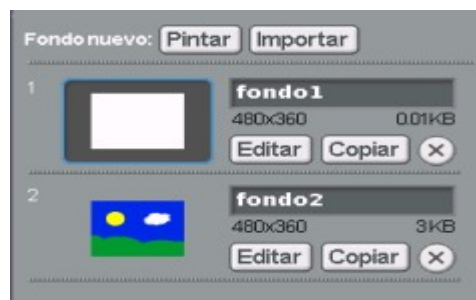 Fondo nuevo: Pintar Importar
1
fondo1
480x360 0.01KB
Editar Copiar
2
fondo2
480x360 3KB
Editar Copiar